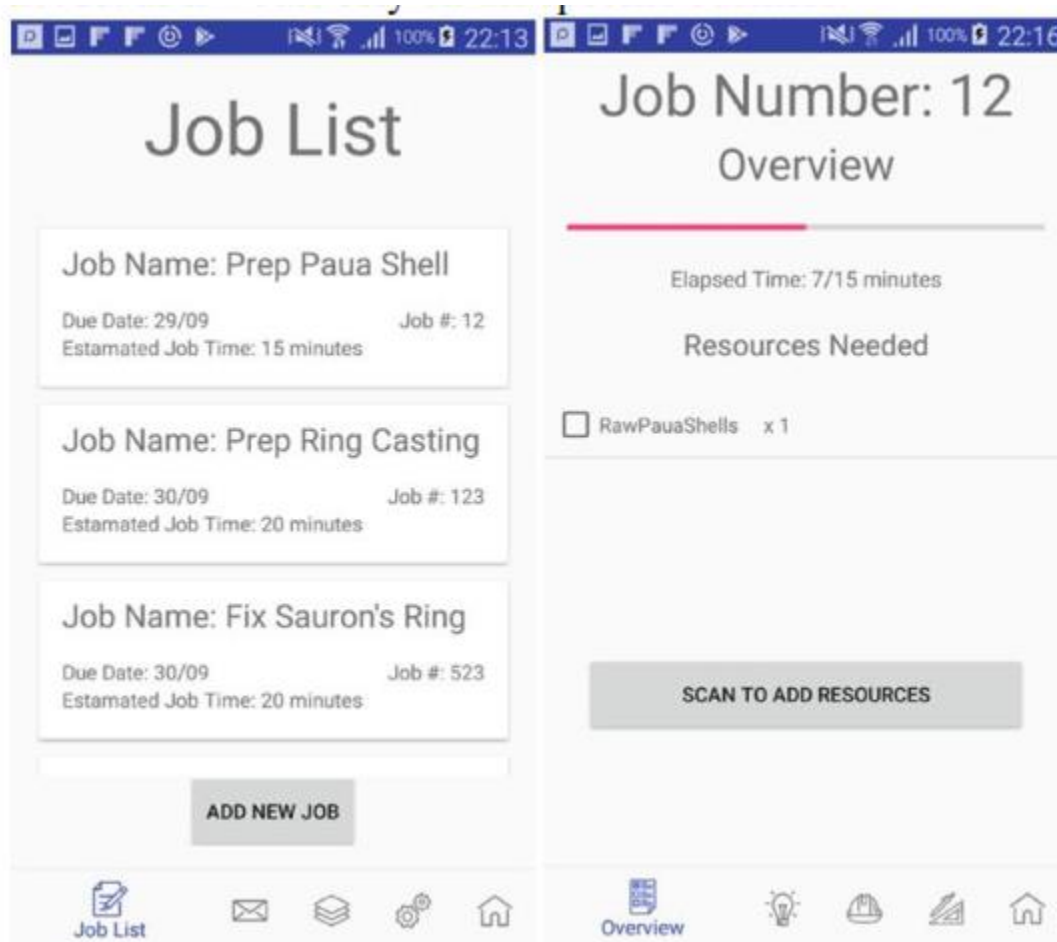 100% 22:13
Job List
Job Name: Prep Paua Shell
Due Date: 29/09 Job #: 12
Estamated Job Time: 15 minutes
Job Name: Prep Ring Casting
Due Date: 30/09 Job #: 123
Estamated Job Time: 20 minutes
Job Name: Fix Sauron's Ring
Due Date: 30/09 Job #: 523
Estamated Job Time: 20 minutes
ADD NEW JOB
Job List
100% 22:16
Job Number: 12
Overview
Elapsed Time: 7/15 minutes
Resources Needed
RawPauaShells x 1
SCAN TO ADD RESOURCES
Overview